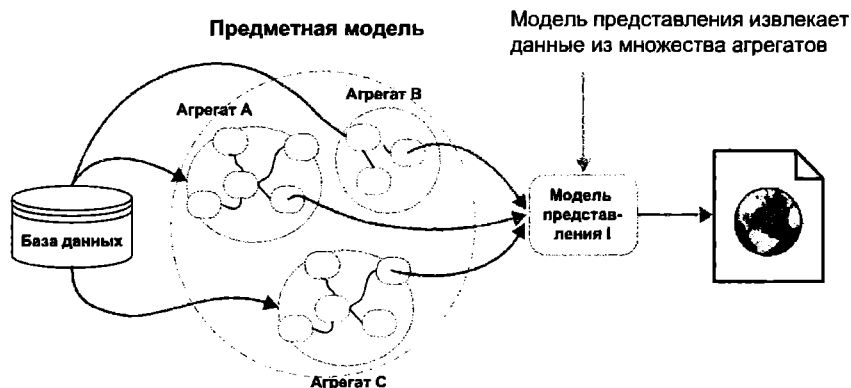 Модель представления извлекает
данные из множества агрегатов
Предметная модель
Агрегат B
Агрегат A
База данных
Модель
представ-
ления I
Агрегат C